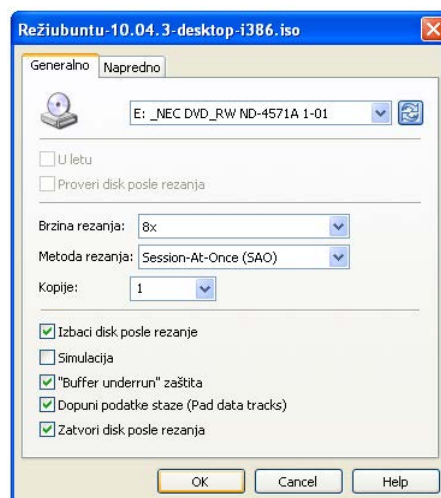 Režiubuntu-10.04.3-desktop-i386.iso
Generalno Napredno
E: _NEC DVD_RW ND-4571A 1-01
U letu
Proveri disk posle rezanja
Brzina rezanja: 8x
Metoda rezanja: Session-At-Once (SAO)
Kopije: 1
Izbaci disk posle rezanje
Simulacija
"Buffer underrun" zaštita
Dopuni podatke staze (Pad data tracks)
Zatvori disk posle rezanja
OK Cancel Help